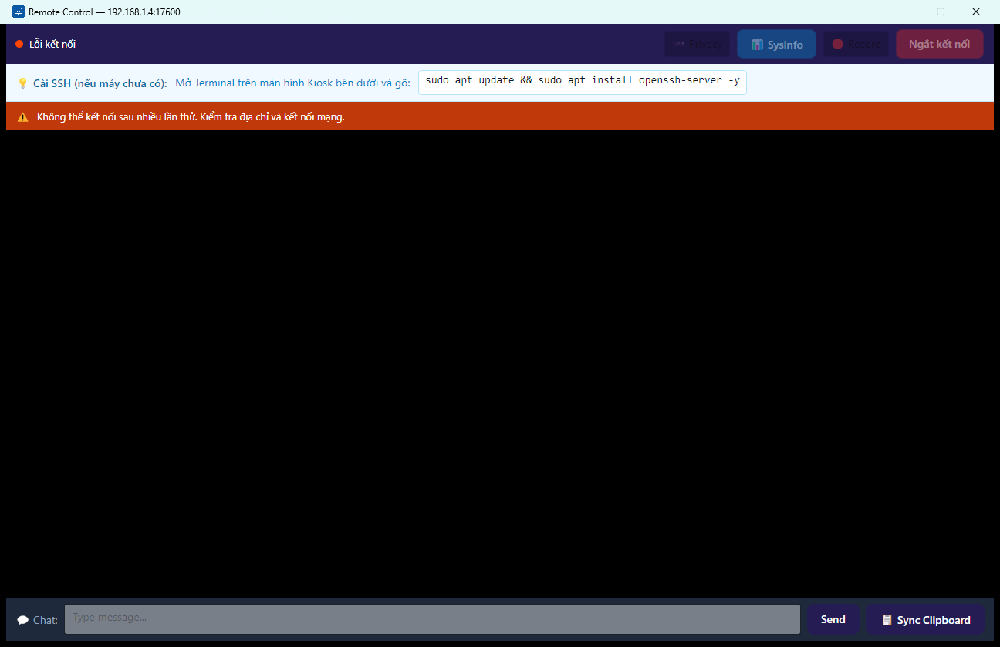 Remote Control — 192.168.1.4:17600
Lỗi kết nối
Privacy
SysInfo
Record
Ngắt kết nối
Cài SSH (nếu máy chưa có): Mở Terminal trên màn hình Kiosk bên dưới và gõ: sudo apt update && sudo apt install openssh-server -y
Không thể kết nối sau nhiều lần thử. Kiểm tra địa chỉ và kết nối mạng.
Chat: Type message... Send Sync Clipboard